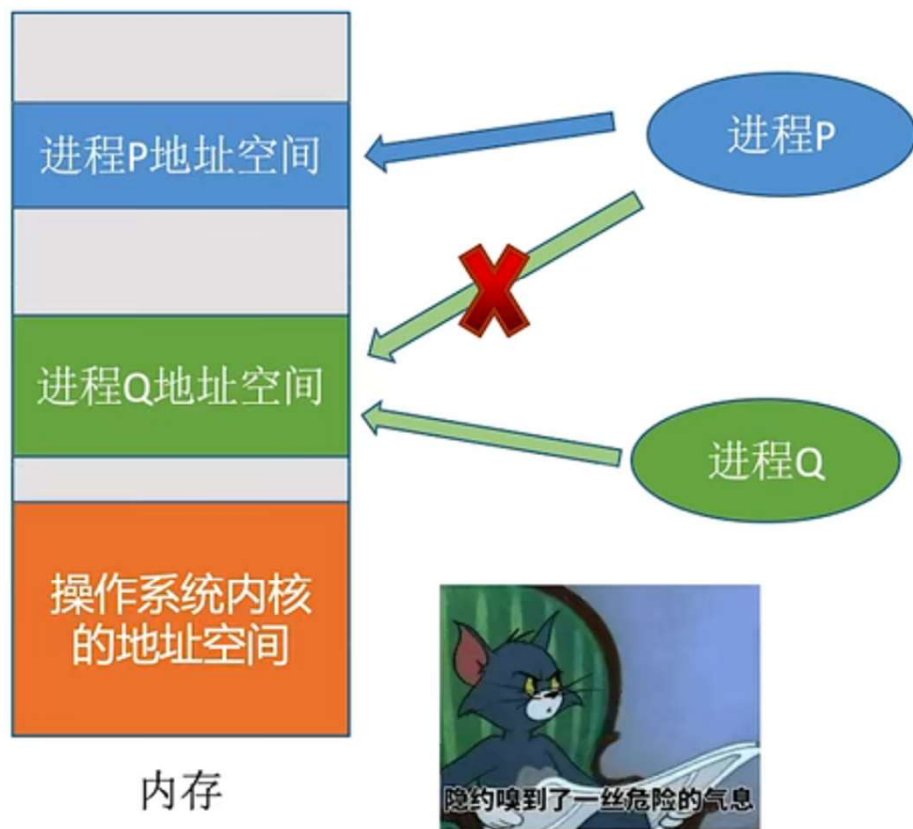 进程P地址空间
进程P
进程Q地址空间
进程Q
操作系统内核
的地址空间
内存
隐约嗅到了一丝危险的气息